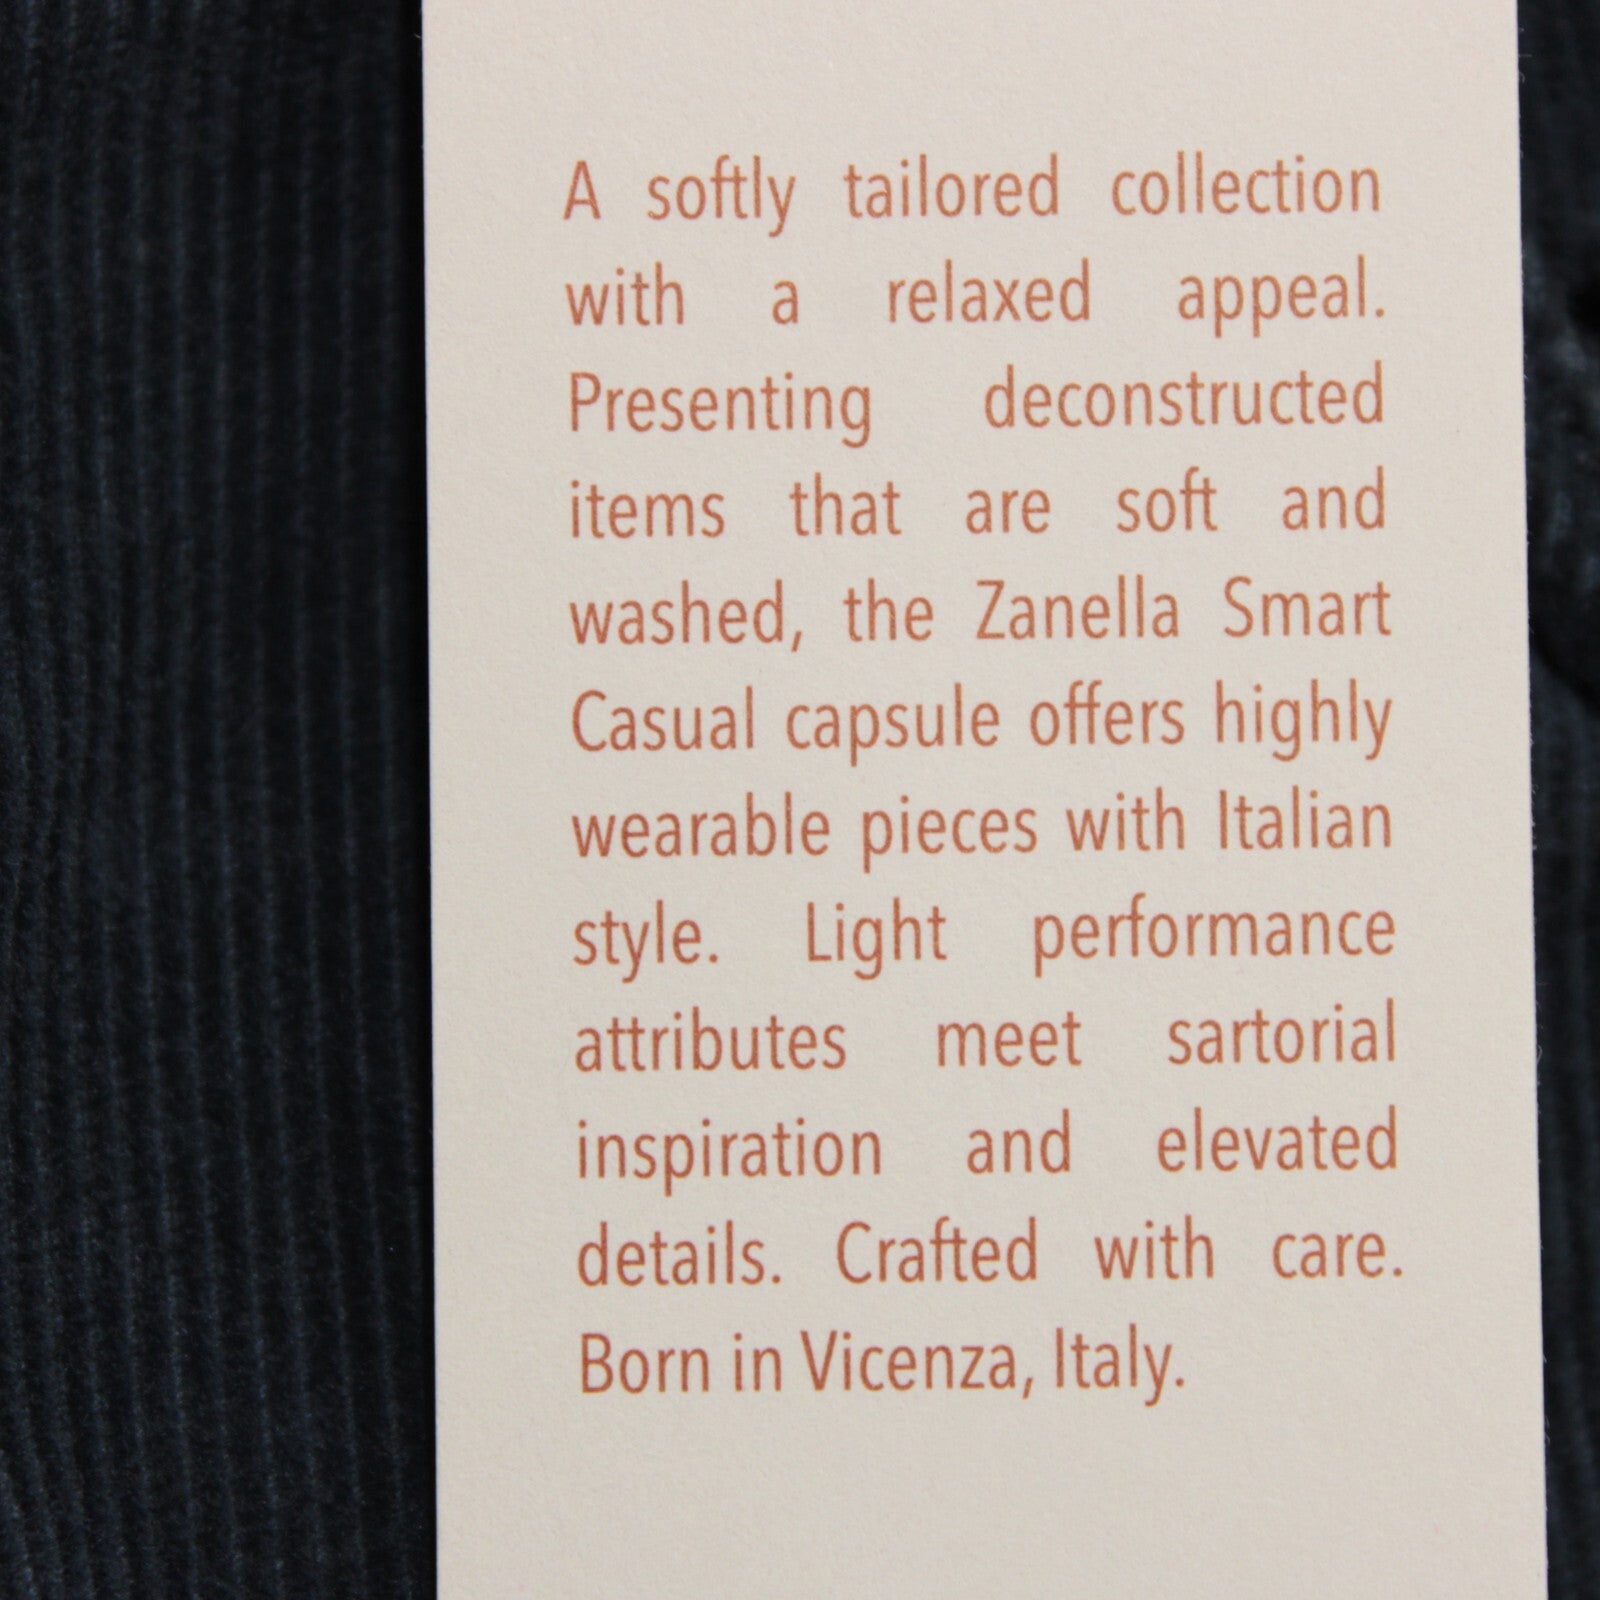 A softly tailored collection
with a relaxed appeal.
Presenting deconstructed
items that are soft and
washed, the Zanella Smart
Casual capsule offers highly
wearable pieces with Italian
style. Light performance
attributes meet sartorial
inspiration and elevated
details. Crafted with care.
Born in Vicenza, Italy.